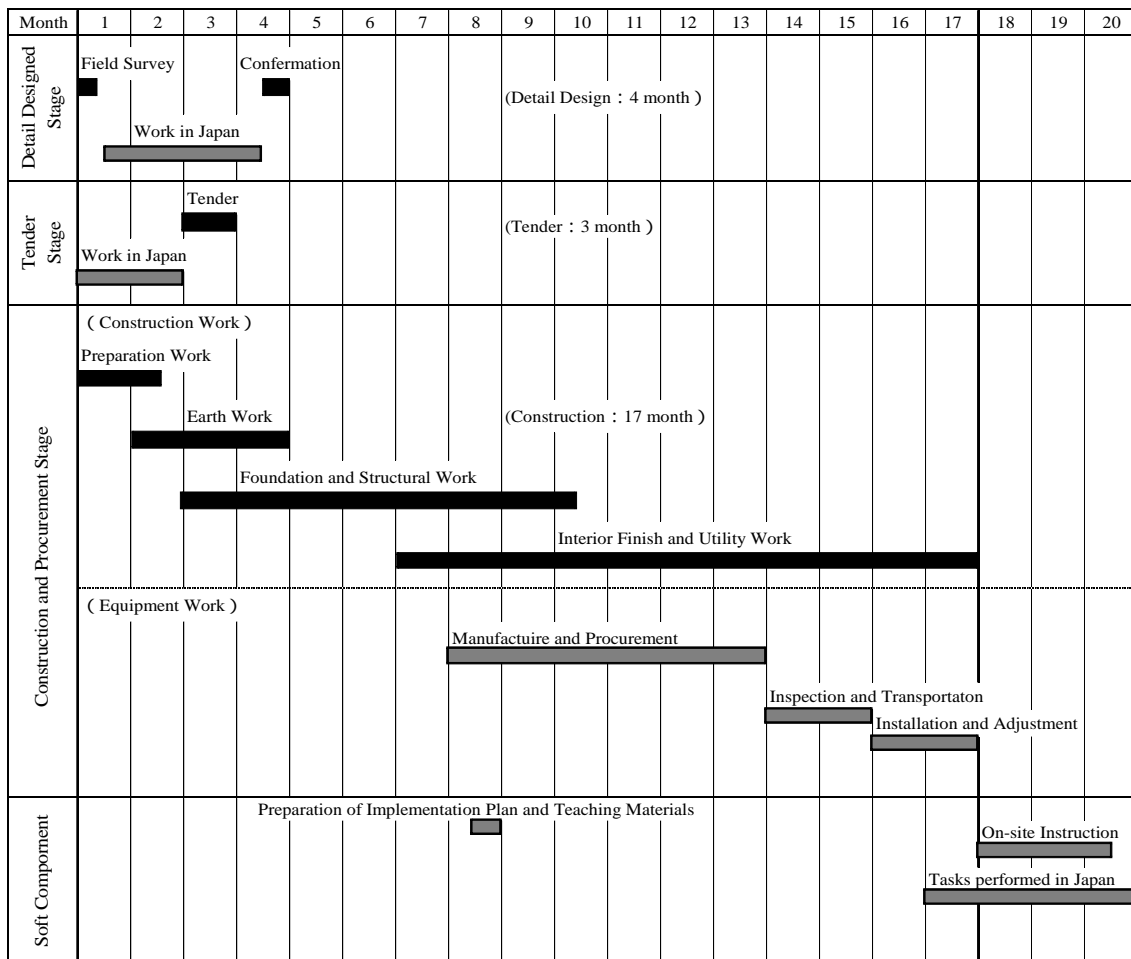 Month 1 2 3 4 5 6 7 8 9 10 11 12 13 14 15 16 17 18 19 20
Detail Designed
Stage
Field Survey
Confermation
(Detail Design：4 month）
Work in Japan
Tender
Stage
Tender
(Tender：3 month）
Work in Japan
Construction and Procurement Stage
（Construction Work）
Preparation Work
Earth Work
(Construction：17 month）
Foundation and Structural Work
Interior Finish and Utility Work
（Equipment Work）
Manufactuire and Procurement
Inspection and Transportaton
Installation and Adjustment
Soft Compornent
Preparation of Implementation Plan and Teaching Materials
On-site Instruction
Tasks performed in Japan